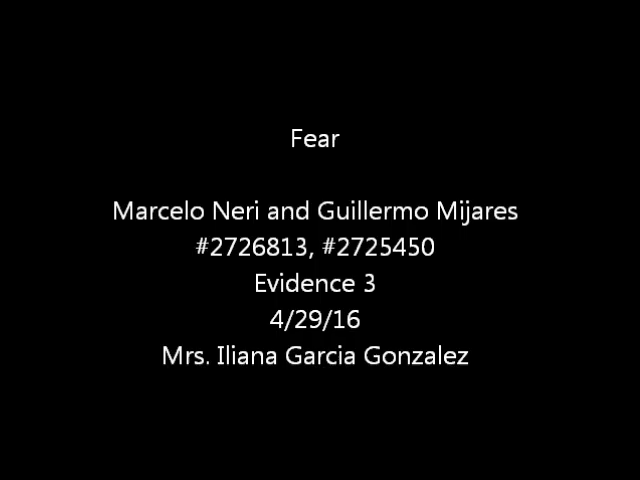 Fear
Marcelo Neri and Guillermo Mijares
#2726813, #2725450
Evidence 3
4/29/16
Mrs. Iliana Garcia Gonzalez